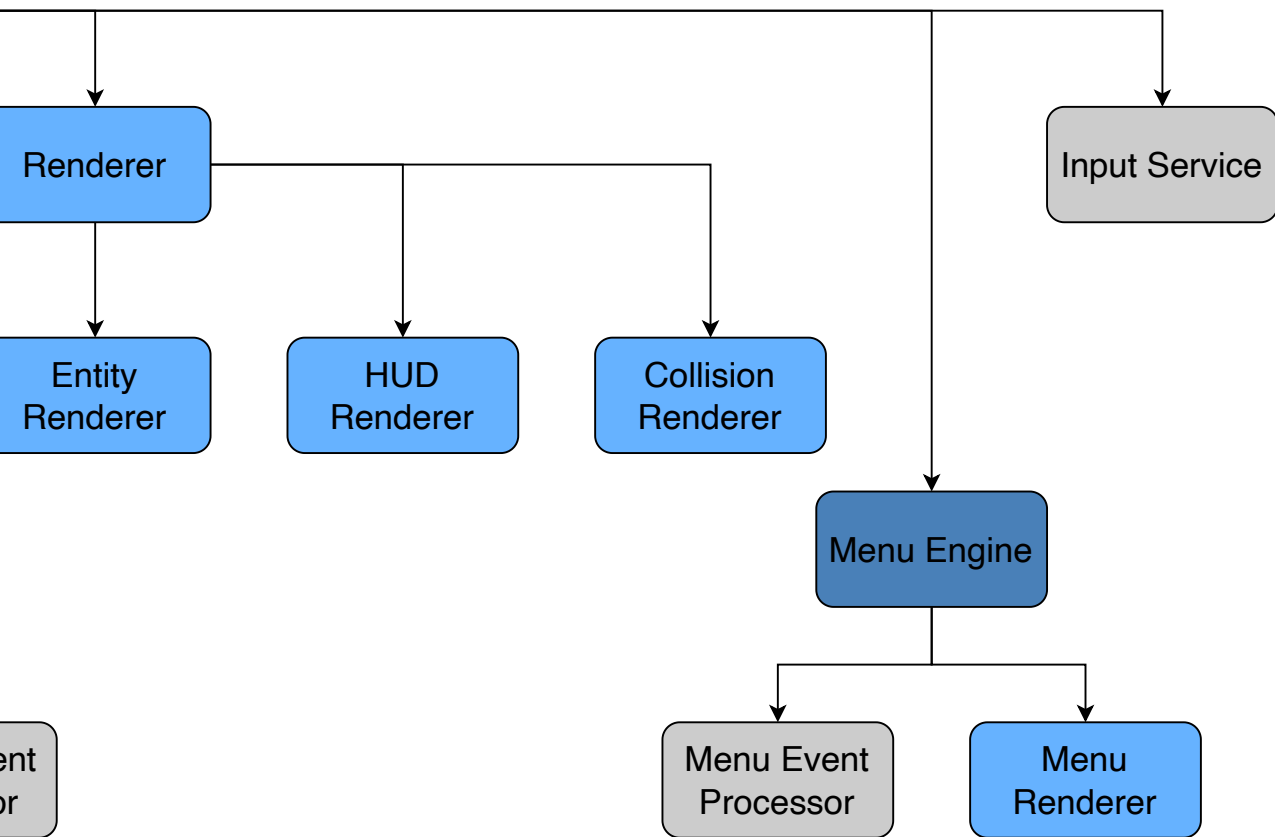 Renderer
Input Service
Entity
Renderer
HUD
Renderer
Collision
Renderer
Menu Engine
Menu Event
Processor
Menu
Renderer